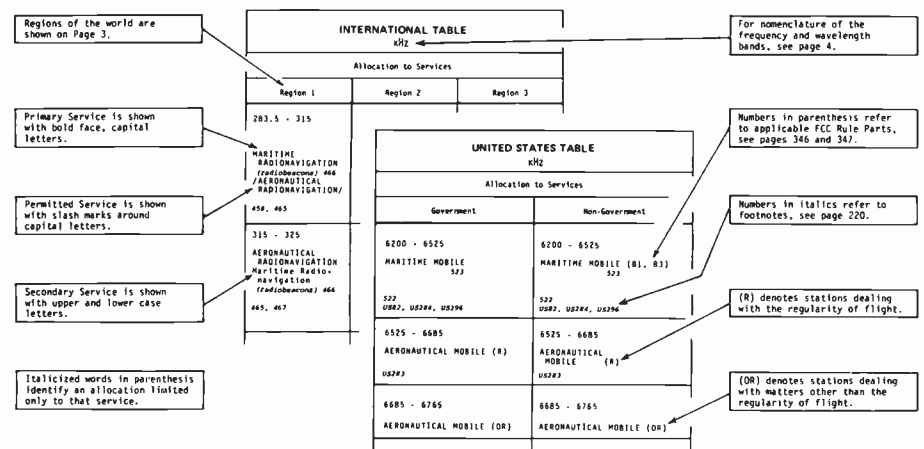 Regions of the world are
shown on Page 3.
Primary Service is shown
with bold face, capital
letters.
Permitted Service is shown
with slash marks around
capital letters.
Secondary Service is shown
with upper and lower case
letters.
Italicized words in parenthesis
identify an allocation limited
only to that service.
INTERNATIONAL TABLE
kHz
Allocation to Services
Region 1
Region 2
Region 3
283.5 - 315
MARITIME
RADIONAVIGATION
(radiobeacons) 466
/AERONAUTICAL
RADIONAVIGATION/
458, 465
315 - 325
AERONAUTICAL
RADIONAVIGATION
Maritime Radio-
navigation
(radiobeacons) 466
465, 467
UNITED STATES TABLE
kHz
Allocation to Services
Government
Non-Government
6200 - 6525
MARITIME MOBILE
523
522
US82, US284, US296
6200 - 6525
MARITIME MOBILE (81, 83)
523
522
US82, US284, US296
6525 - 6685
AERONAUTICAL MOBILE (R)
US283
6525 - 6685
AERONAUTICAL
MOBILE (R)
US283
6685 - 6765
AERONAUTICAL MOBILE (OR)
6685 - 6765
AERONAUTICAL MOBILE (OR)
For nomenclature of the
frequency and wavelength
bands, see page 4.
Numbers in parenthesis refer
to applicable FCC Rule Parts,
see pages 346 and 347.
Numbers in italics refer to
footnotes, see page 220.
(R) denotes stations dealing
with the regularity of flight.
(OR) denotes stations dealing
with matters other than the
regularity of flight.